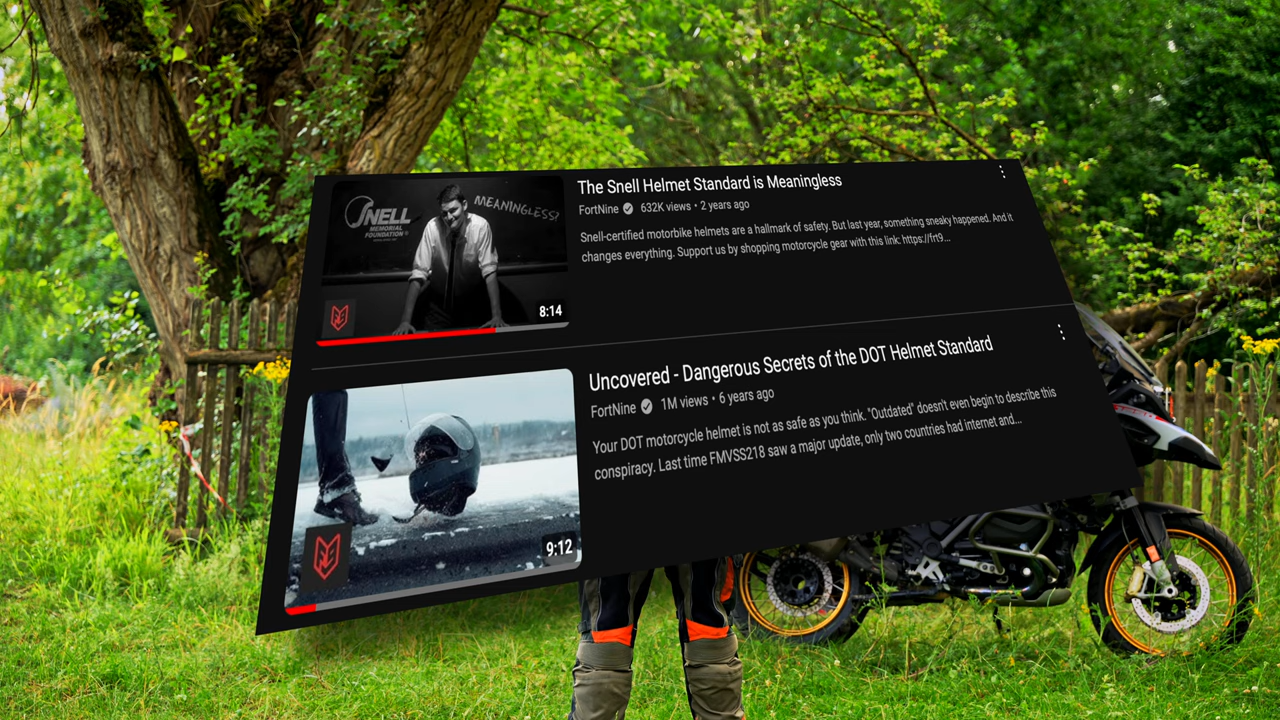 SNELL
MEMORIAL
FOUNDATION
MEANINGLESS?
8:14
The Snell Helmet Standard is Meaningless
FortNine 632K views • 2 years ago
Snell-certified motorbike helmets are a hallmark of safety. But last year, something sneaky happened. And it
changes everything. Support us by shopping motorcycle gear with this link: https://frt9...
9:12
Uncovered - Dangerous Secrets of the DOT Helmet Standard
FortNine 1M views • 6 years ago
Your DOT motorcycle helmet is not as safe as you think. "Outdated" doesn't even begin to describe this
conspiracy. Last time FMVSS218 saw a major update, only two countries had internet and...